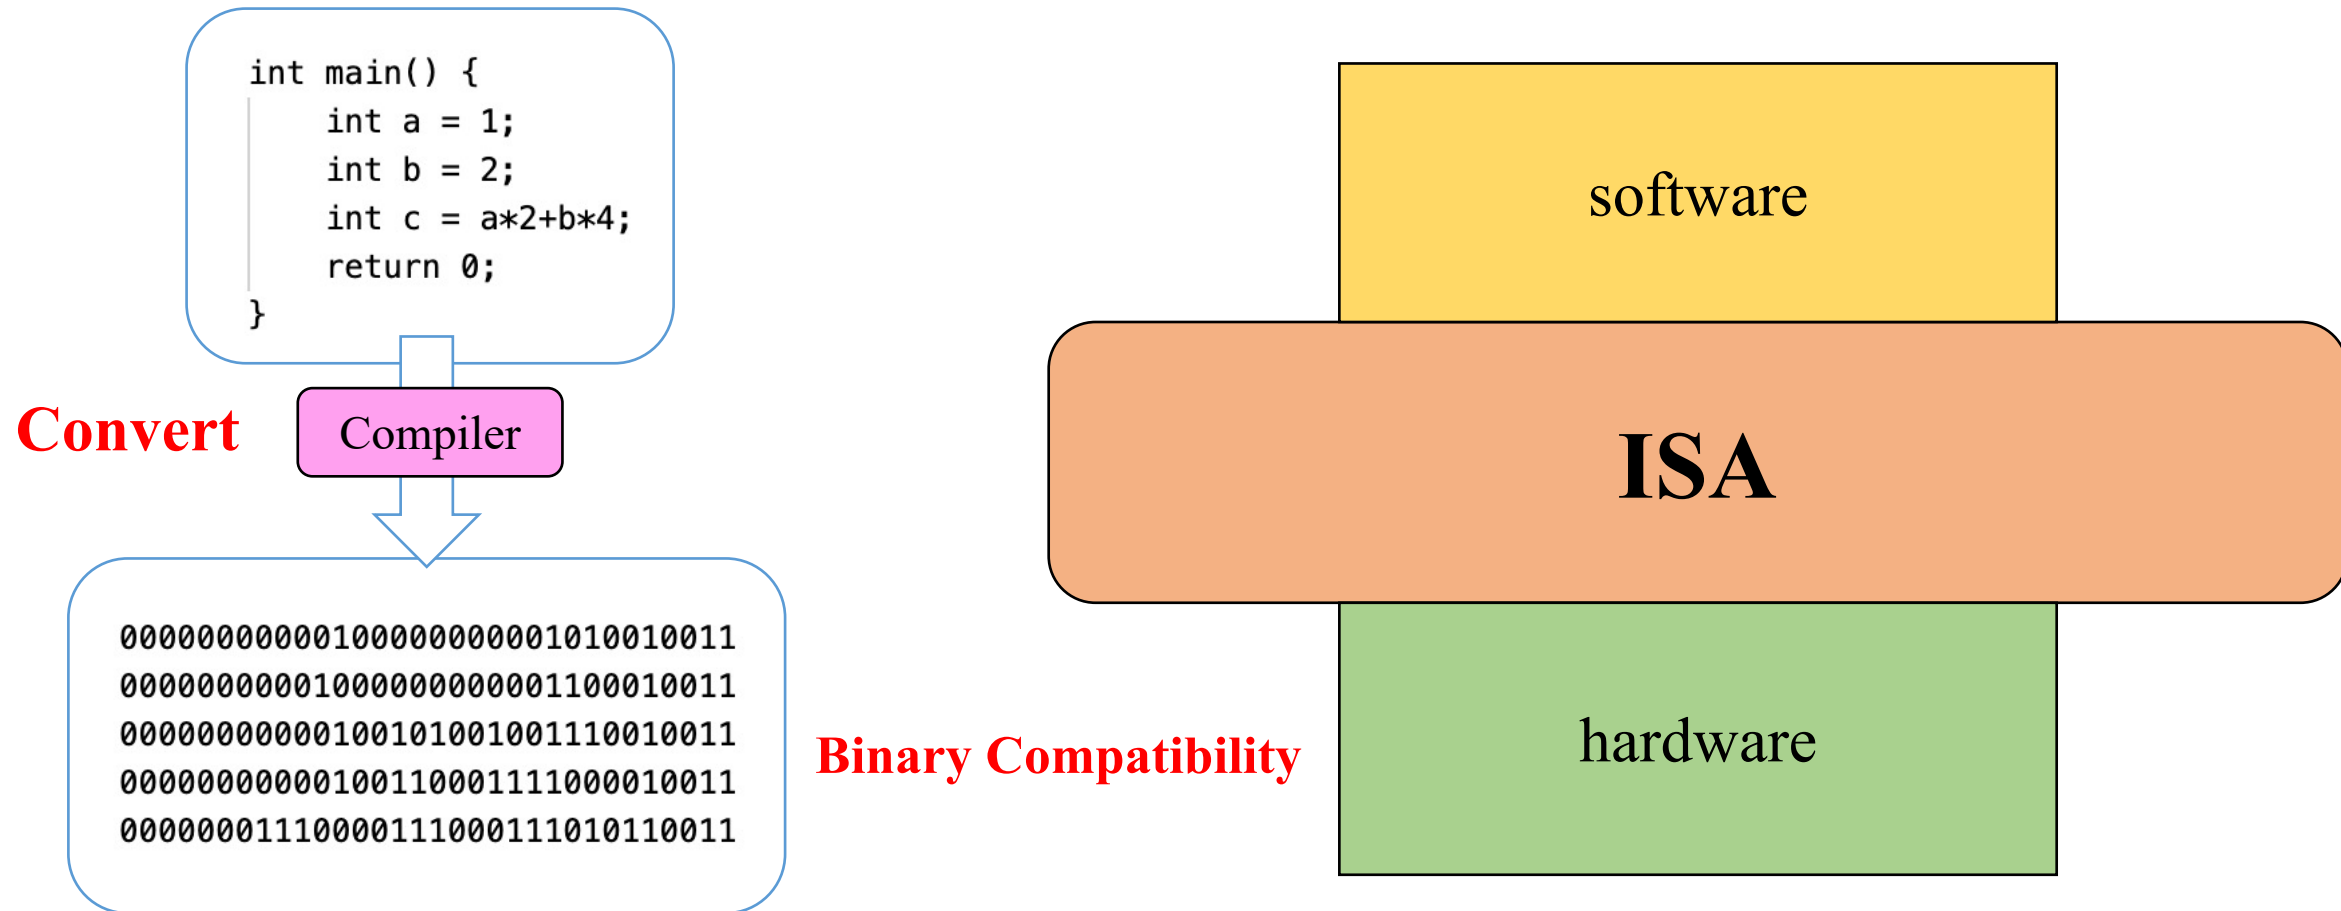 int main() {
int a = 1;
int b = 2;
int c = a*2+b*4;
return 0;
}
Convert
Compiler
00000000000100000000001010010011
00000000001000000000001100010011
00000000000100101001001110010011
00000000000100110001111000010011
00000001110000111000111010110011
Binary Compatibility
software
ISA
hardware